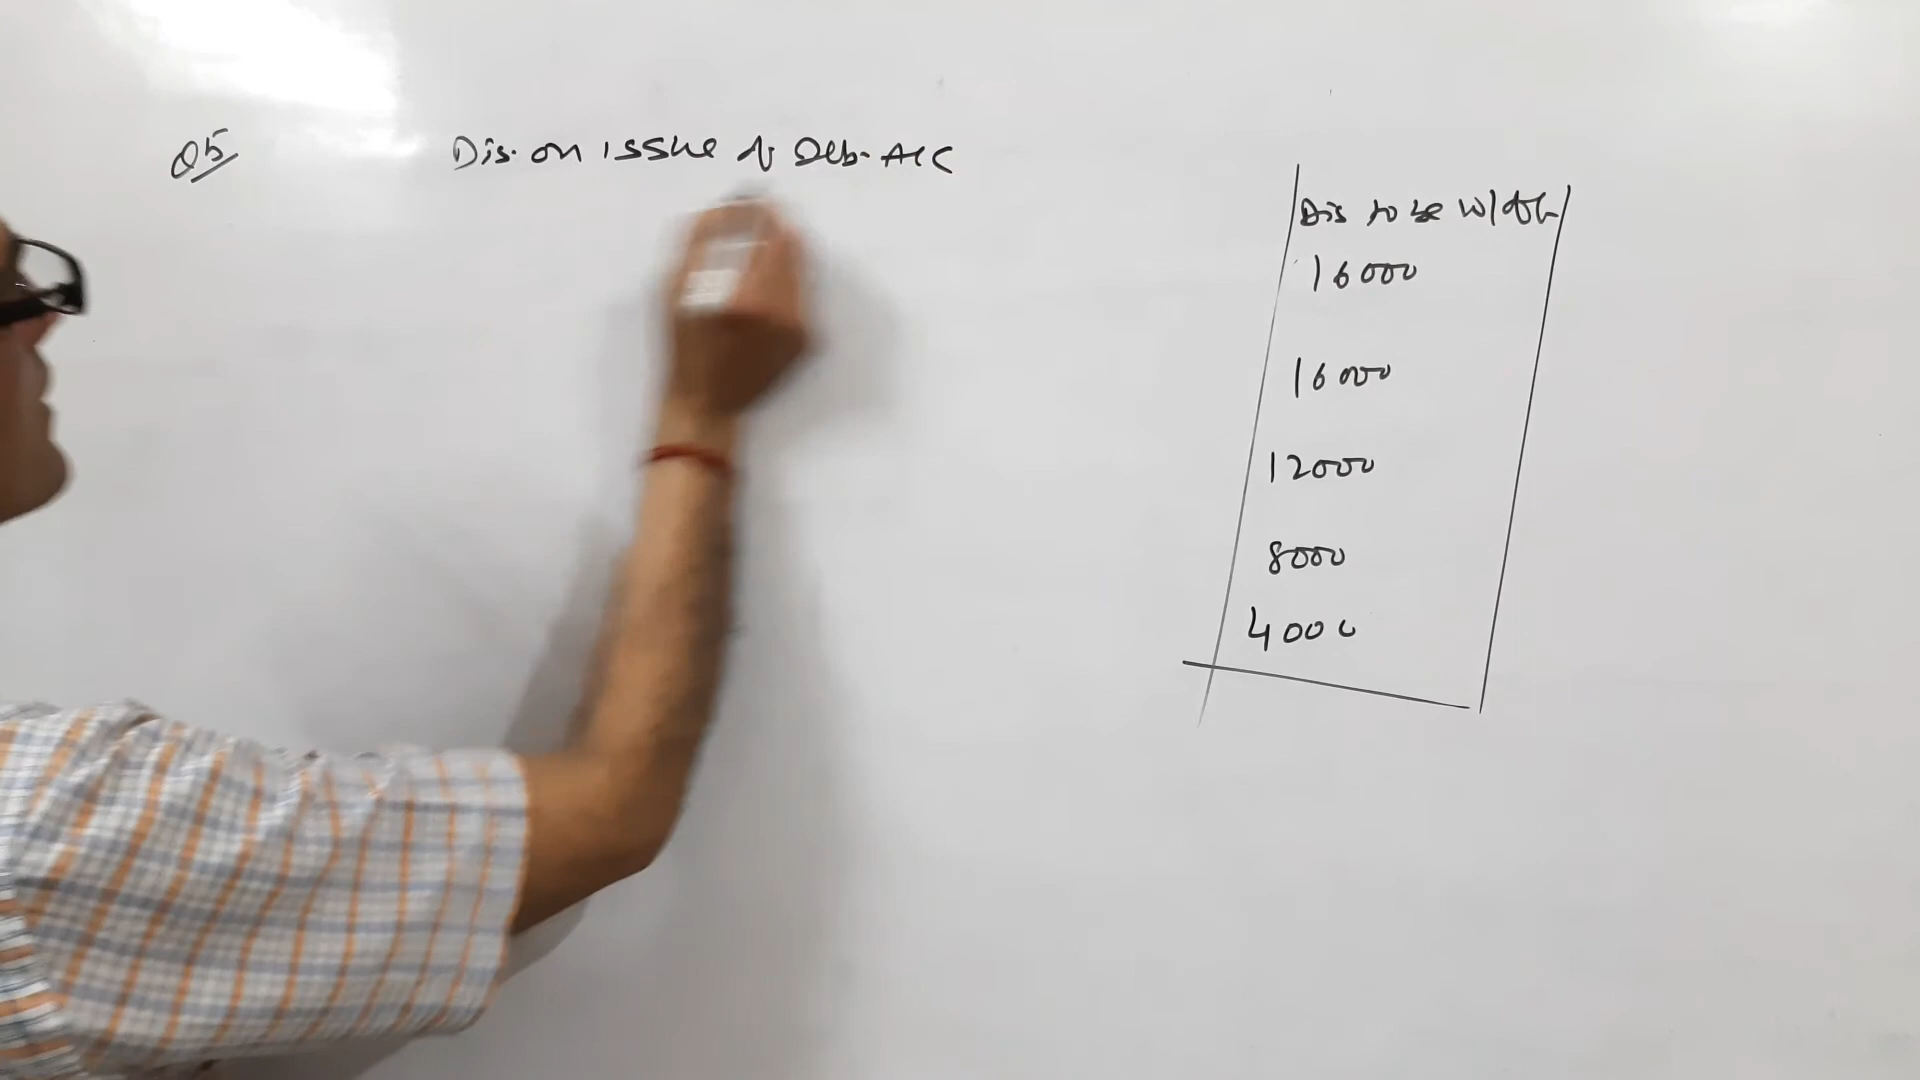 Q5
Dis. on issue of Deb. A/C
Dis to be w/off
16000
16000
12000
8000
4000